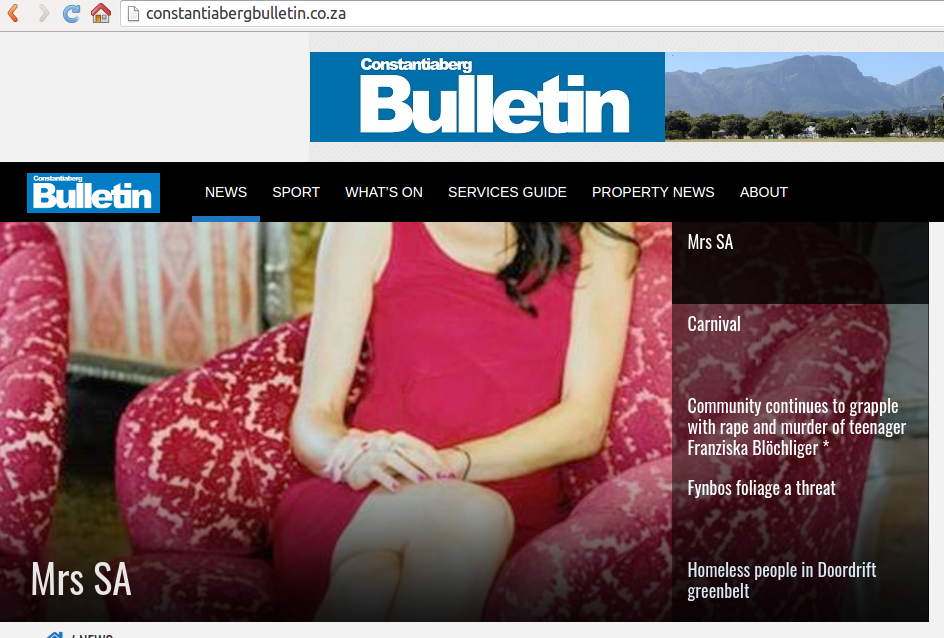 constantiabergbulletin.co.za
Constantiaberg
Bulletin
Constantiaberg
Bulletin
NEWS SPORT WHAT'S ON SERVICES GUIDE PROPERTY NEWS ABOUT
Mrs SA
Carnival
Community continues to grapple
with rape and murder of teenager
Franziska Blöchliger *
Fynbos foliage a threat
Homeless people in Doordrift
greenbelt
Mrs SA
/ NEWS